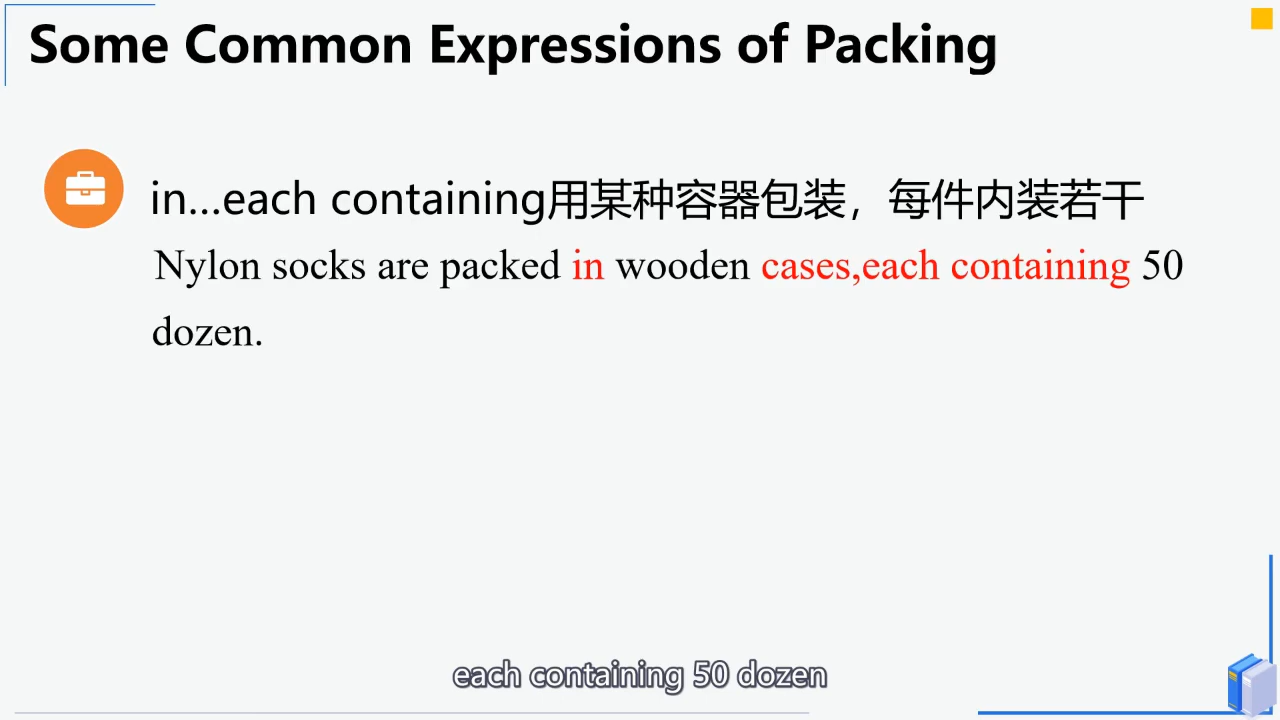 Some Common Expressions of Packing
in...each containing用某种容器包装，每件内装若干
Nylon socks are packed in wooden cases,each containing 50
dozen.
each containing 50 dozen